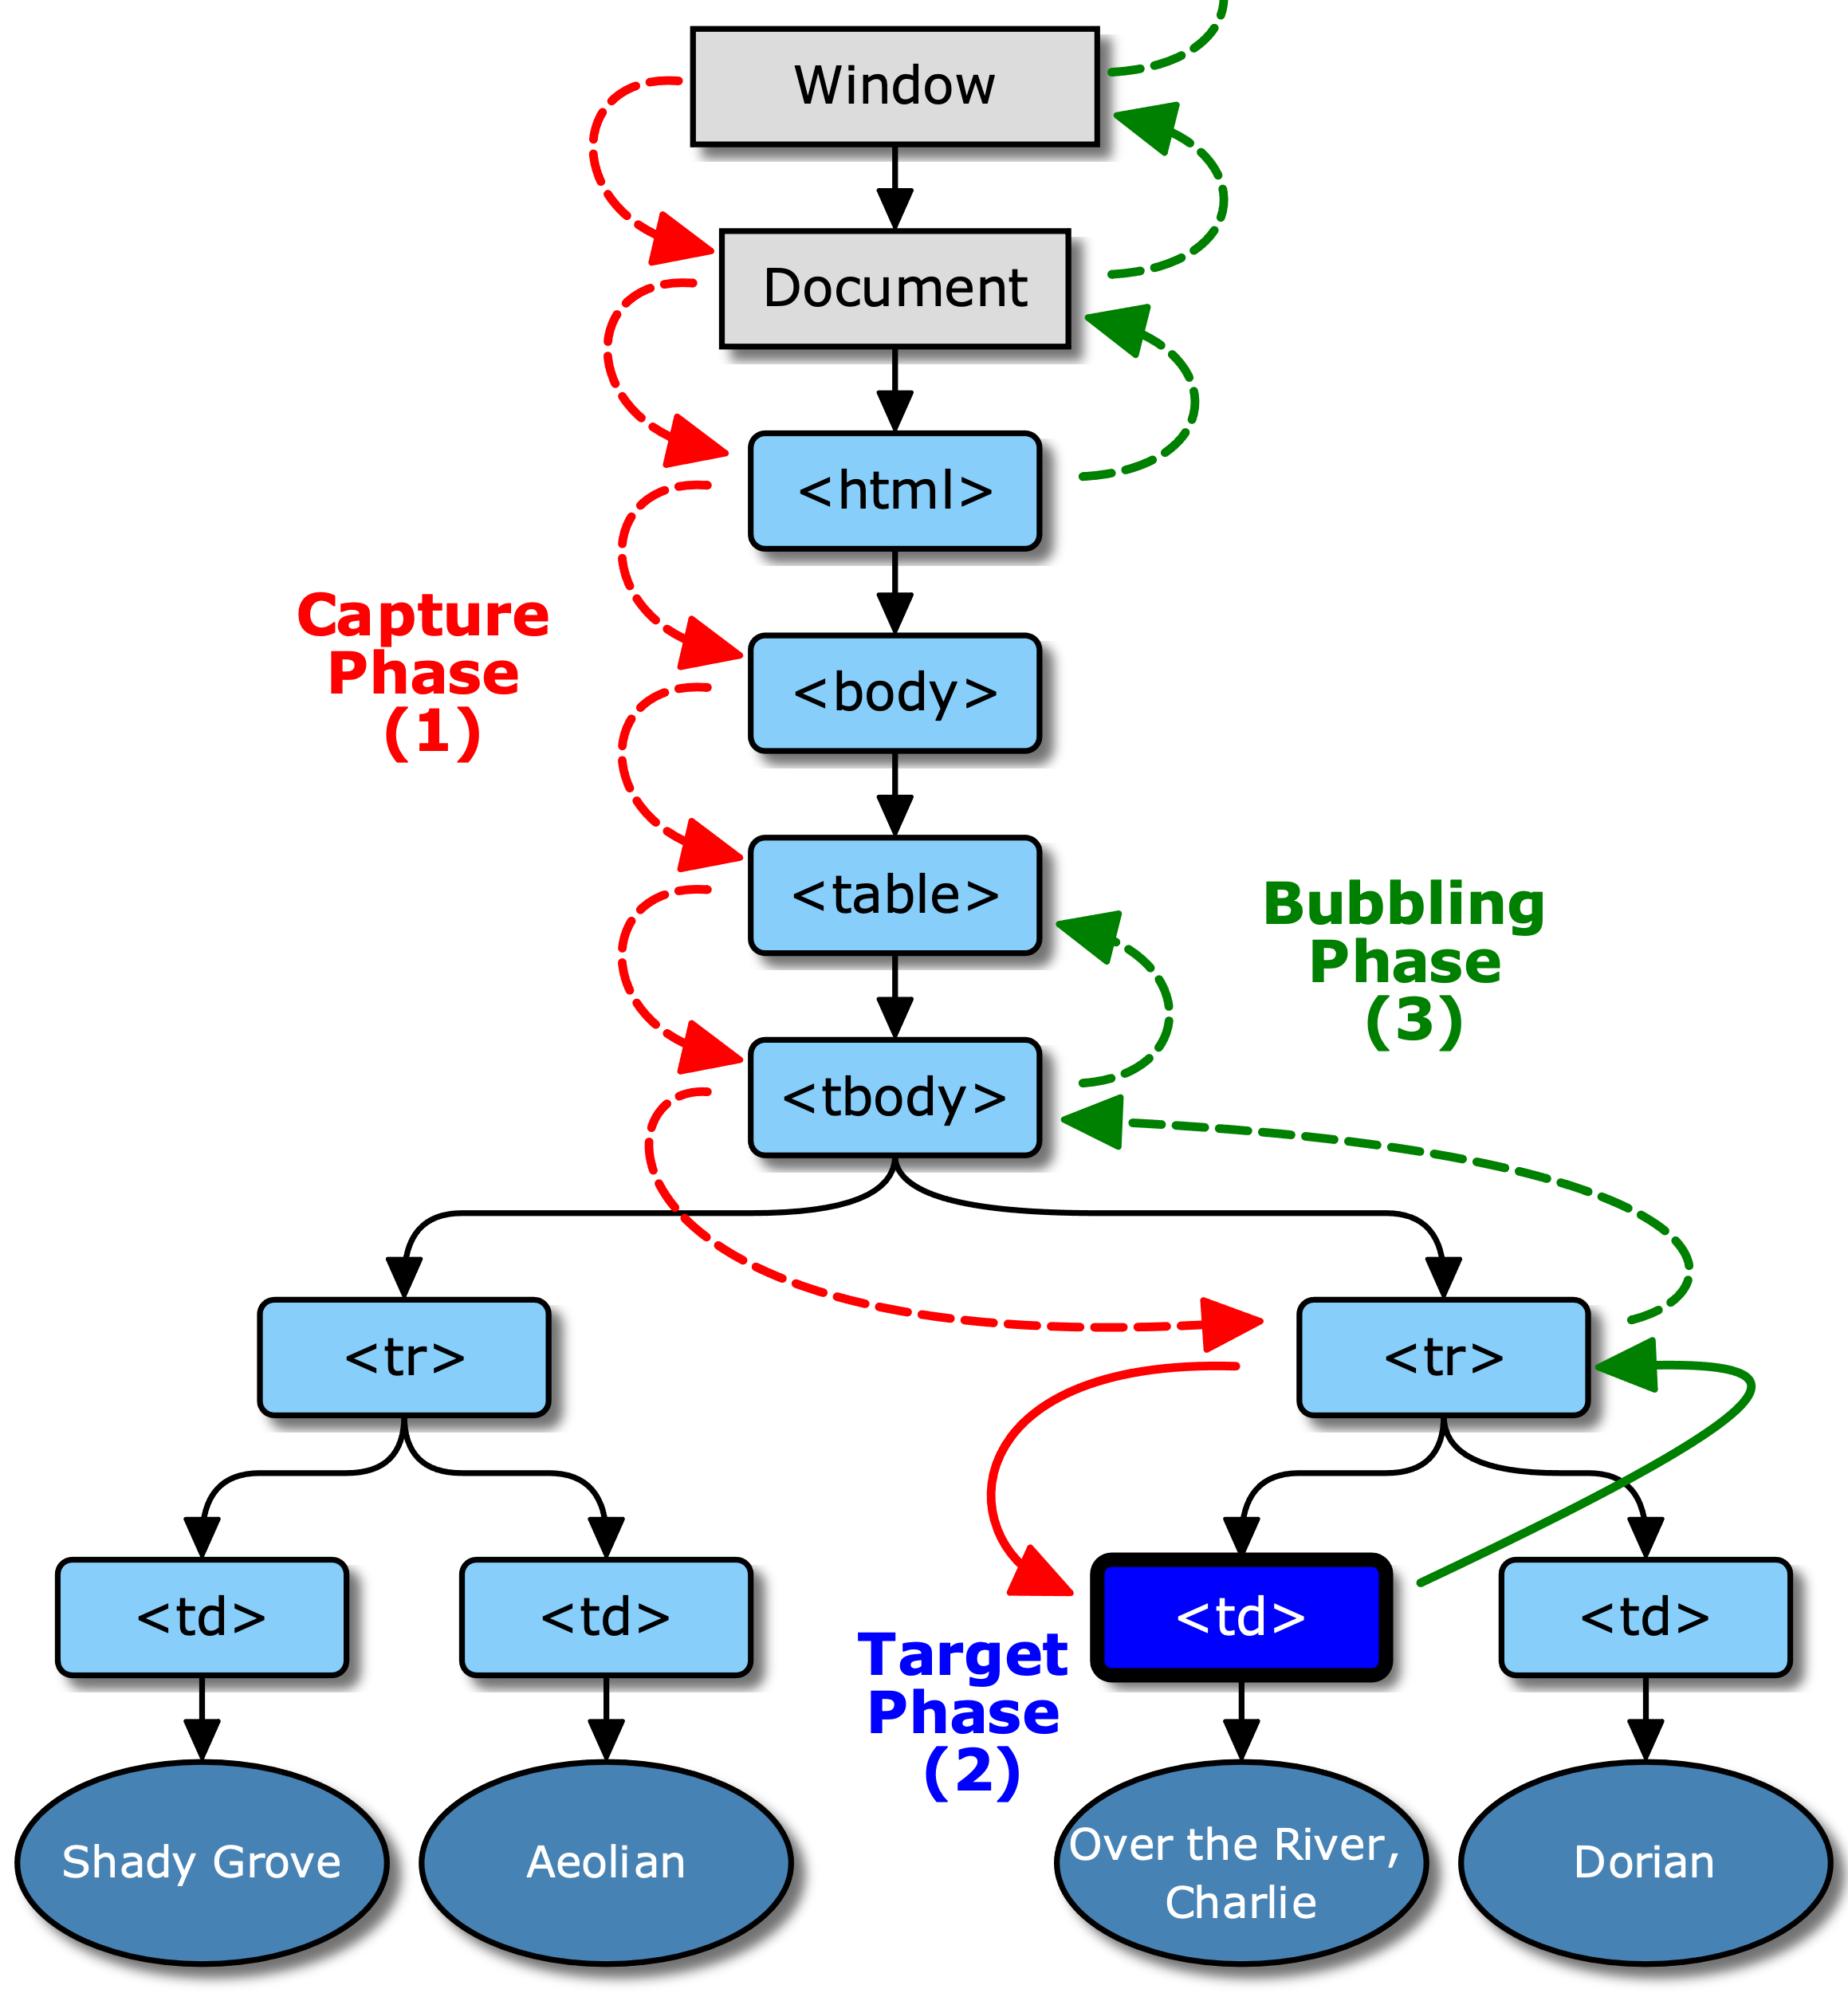 Window
Document
<html>
Capture
Phase
(1)
<body>
<table>
Bubbling
Phase
(3)
<tbody>
<tr>
<tr>
<td>
<td>
<td>
<td>
Target
Phase
(2)
Shady Grove
Aeolian
Over the River,
Charlie
Dorian